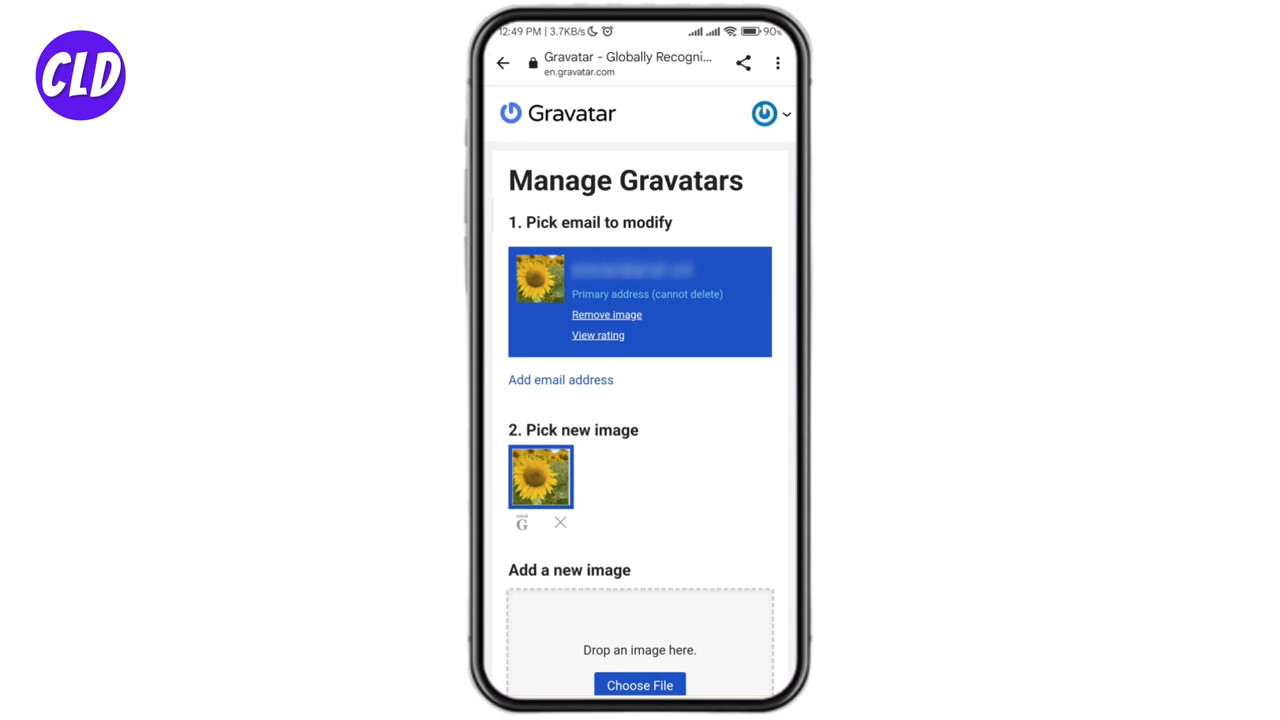 CLD
12:49 PM | 3.7KB/s
90%
Gravatar - Globally Recogni...
en.gravatar.com
Gravatar
Manage Gravatars
1. Pick email to modify
Primary address (cannot delete)
Remove image
View rating
Add email address
2. Pick new image
rated
G
Add a new image
Drop an image here.
Choose File